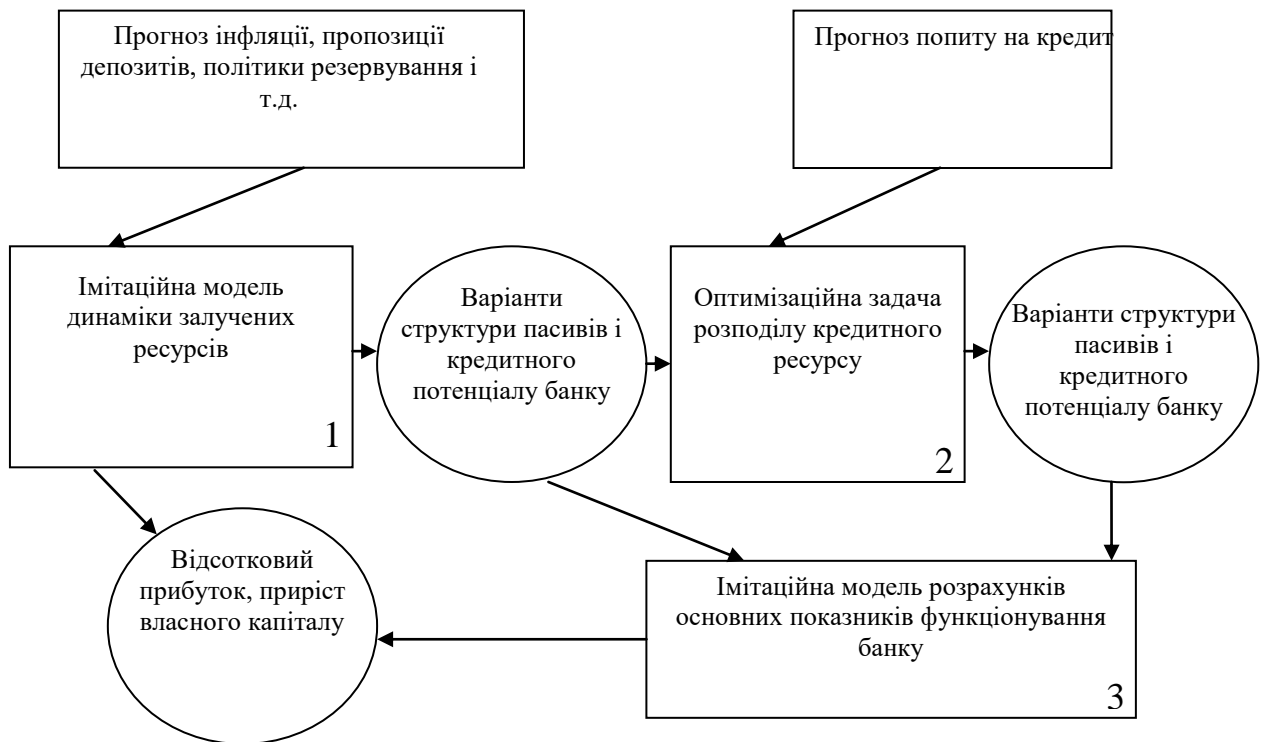 Прогноз інфляції, пропозиції
депозитів, політики резервування і
т.д.
Прогноз попиту на кредит
Імітаційна модель
динаміки залучених
ресурсів
1
Варіанти
структури пасивів і
кредитного
потенціалу банку
Оптимізаційна задача
розподілу кредитного
ресурсу
2
Варіанти структури
пасивів і
кредитного
потенціалу банку
Відсотковий
прибуток, приріст
власного капіталу
Імітаційна модель розрахунків
основних показників функціонування
банку
3